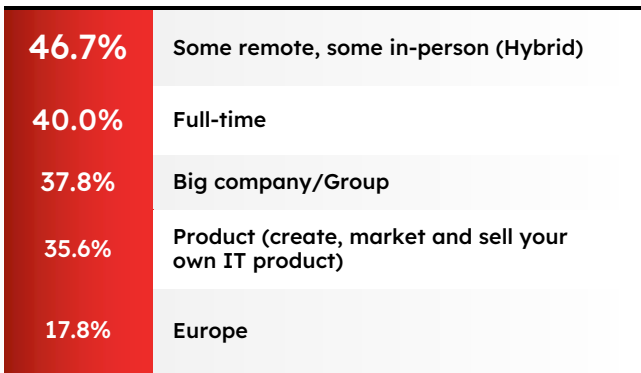 46.7% Some remote, some in-person (Hybrid)
40.0% Full-time
37.8% Big company/Group
35.6% Product (create, market and sell your
own IT product)
17.8% Europe